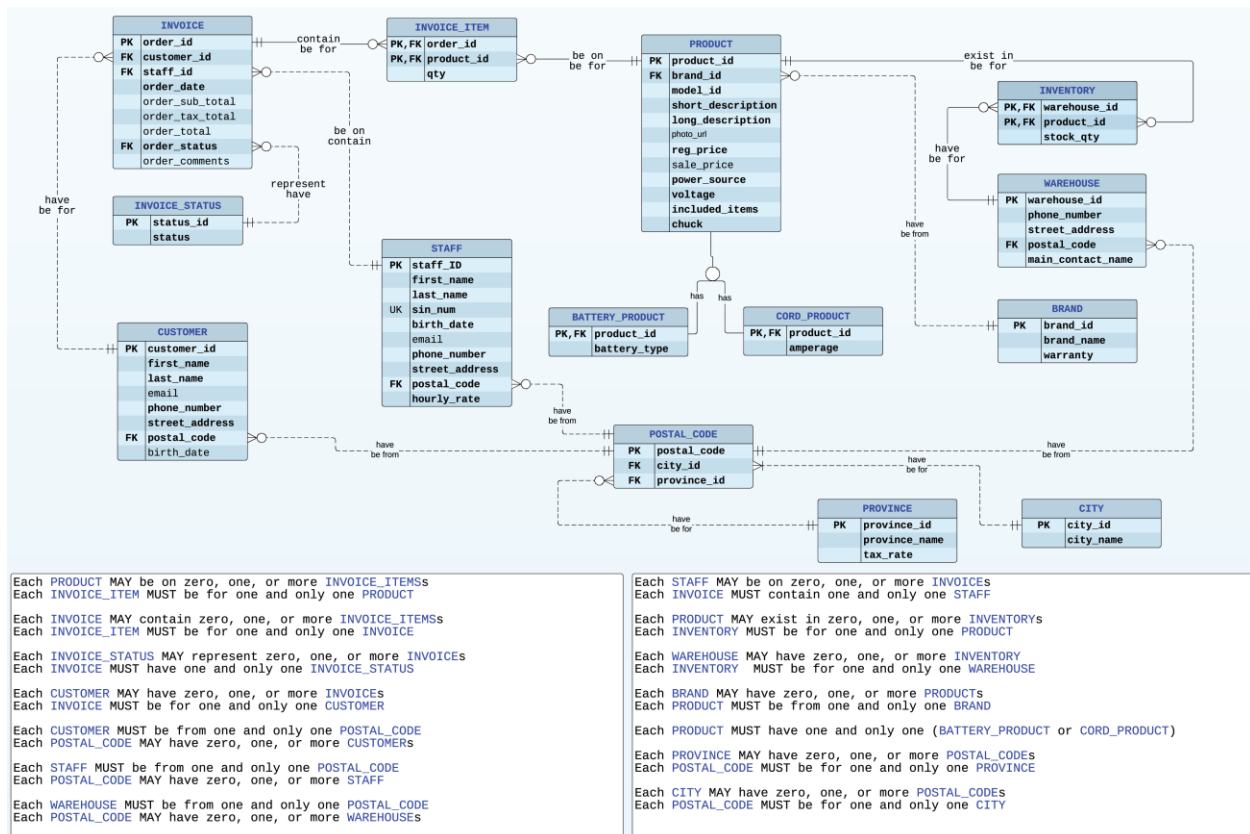 INVOICE
PK order_id
FK customer_id
FK staff_id
order_date
order_sub_total
order_tax_total
order_total
FK order_status
order_comments
contain
be for
INVOICE_ITEM
PK,FK order_id
PK,FK product_id
qty
be on
be for
PRODUCT
PK product_id
FK brand_id
model_id
short_description
long_description
photo_url
reg_price
sale_price
power_source
voltage
included_items
chuck
exist in
be for
INVENTORY
PK,FK warehouse_id
PK,FK product_id
stock_qty
have
be for
WAREHOUSE
PK warehouse_id
phone_number
street_address
FK postal_code
main_contact_name
be on
contain
represent
have
have
be for
INVOICE_STATUS
PK status_id
status
STAFF
PK staff_ID
first_name
last_name
UK sin_num
birth_date
email
phone_number
street_address
FK postal_code
hourly_rate
have
be from
has
has
BATTERY_PRODUCT
PK,FK product_id
battery_type
CORD_PRODUCT
PK,FK product_id
amperage
BRAND
PK brand_id
brand_name
warranty
CUSTOMER
PK customer_id
first_name
last_name
email
phone_number
street_address
FK postal_code
birth_date
have
be from
have
be from
POSTAL_CODE
PK postal_code
FK city_id
FK province_id
have
be from
have
be for
have
be for
PROVINCE
PK province_id
province_name
tax_rate
CITY
PK city_id
city_name
Each PRODUCT MAY be on zero, one, or more INVOICE_ITEMs
Each INVOICE_ITEM MUST be for one and only one PRODUCT
Each INVOICE MAY contain zero, one, or more INVOICE_ITEMs
Each INVOICE_ITEM MUST be for one and only one INVOICE
Each INVOICE_STATUS MAY represent zero, one, or more INVOICEs
Each INVOICE MUST have one and only one INVOICE_STATUS
Each CUSTOMER MAY have zero, one, or more INVOICEs
Each INVOICE MUST be for one and only one CUSTOMER
Each CUSTOMER MUST be from one and only one POSTAL_CODE
Each POSTAL_CODE MAY have zero, one, or more CUSTOMERs
Each STAFF MUST be from one and only one POSTAL_CODE
Each POSTAL_CODE MAY have zero, one, or more STAFF
Each WAREHOUSE MUST be from one and only one POSTAL_CODE
Each POSTAL_CODE MAY have zero, one, or more WAREHOUSEs
Each STAFF MAY be on zero, one, or more INVOICEs
Each INVOICE MUST contain one and only one STAFF
Each PRODUCT MAY exist in zero, one, or more INVENTORYs
Each INVENTORY MUST be for one and only one PRODUCT
Each WAREHOUSE MAY have zero, one, or more INVENTORY
Each INVENTORY MUST be for one and only one WAREHOUSE
Each BRAND MAY have zero, one, or more PRODUCTs
Each PRODUCT MUST be from one and only one BRAND
Each PRODUCT MUST have one and only one (BATTERY_PRODUCT or CORD_PRODUCT)
Each PROVINCE MAY have zero, one, or more POSTAL_CODEs
Each POSTAL_CODE MUST be for one and only one PROVINCE
Each CITY MAY have zero, one, or more POSTAL_CODEs
Each POSTAL_CODE MUST be for one and only one CITY